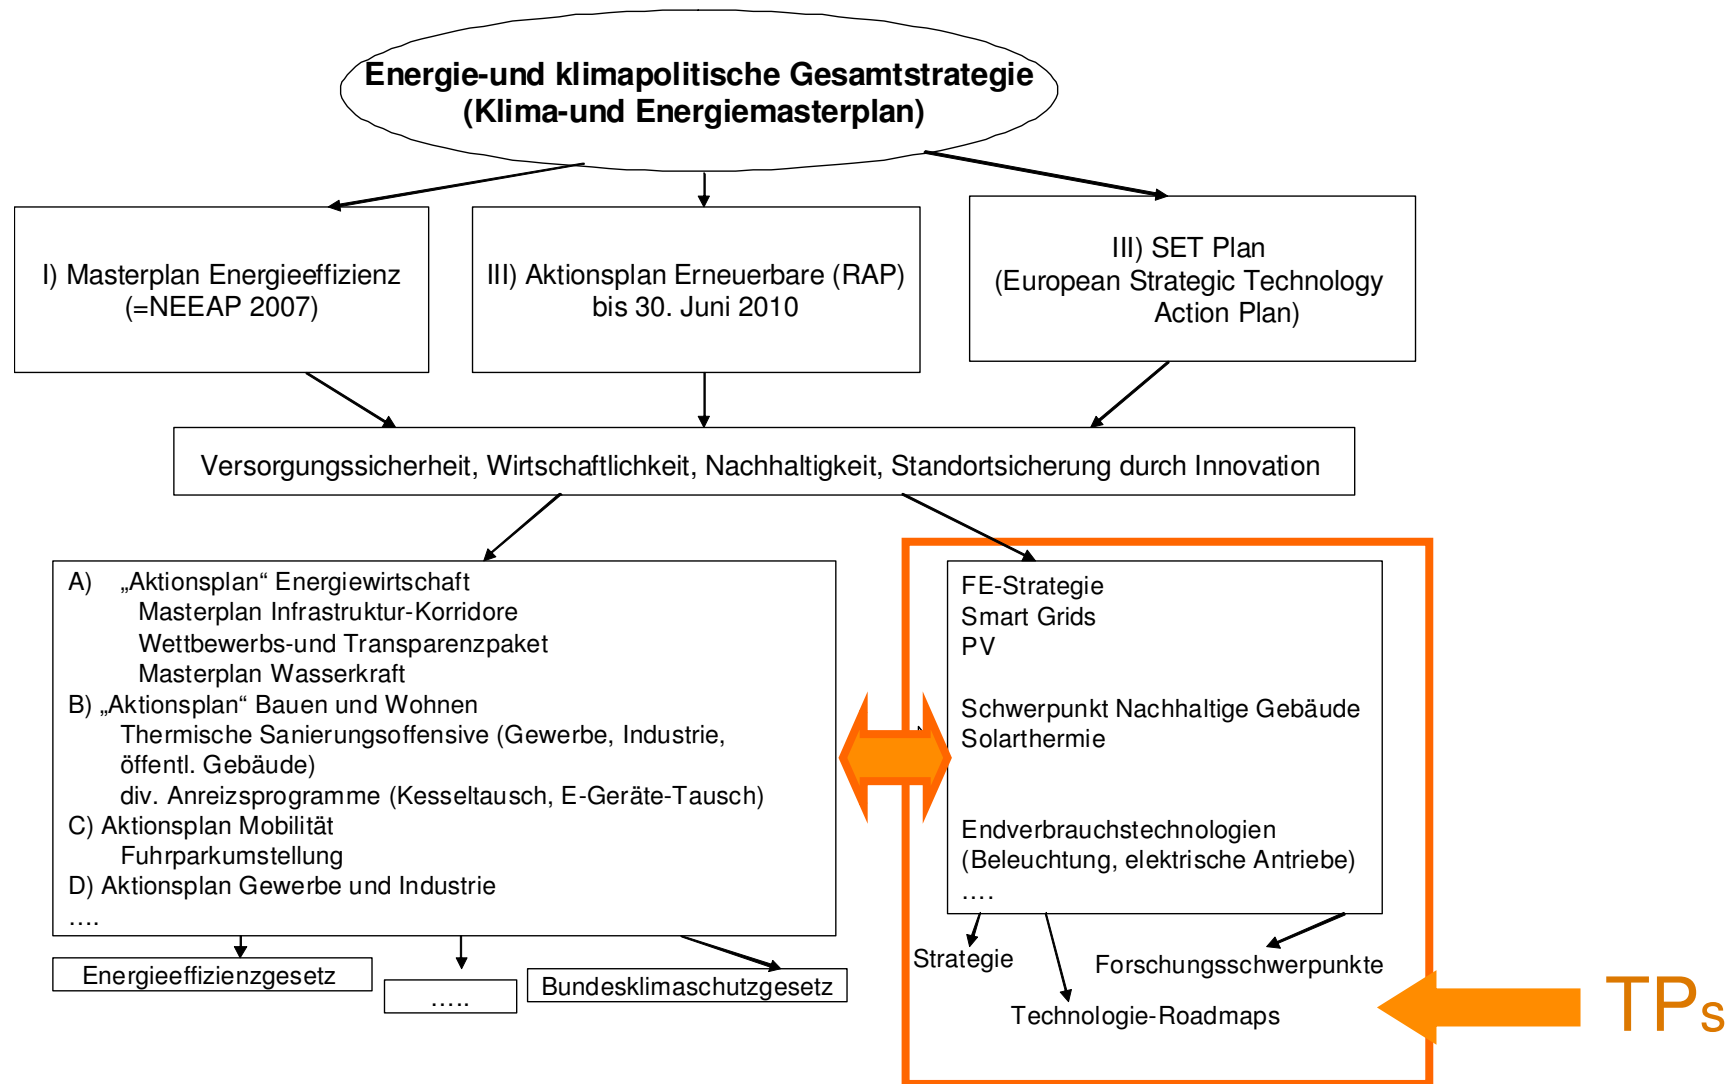 Energie-und klimapolitische Gesamtstrategie
(Klima-und Energiemasterplan)
I) Masterplan Energieeffizienz
(=NEEAP 2007)
III) Aktionsplan Erneuerbare (RAP)
bis 30. Juni 2010
III) SET Plan
(European Strategic Technology
Action Plan)
Versorgungssicherheit, Wirtschaftlichkeit, Nachhaltigkeit, Standortsicherung durch Innovation
A) „Aktionsplan“ Energiewirtschaft
Masterplan Infrastruktur-Korridore
Wettbewerbs-und Transparenzpaket
Masterplan Wasserkraft
B) „Aktionsplan“ Bauen und Wohnen
Thermische Sanierungsoffensive (Gewerbe, Industrie,
öffentl. Gebäude)
div. Anreizsprogramme (Kesseltausch, E-Geräte-Tausch)
C) Aktionsplan Mobilität
Fuhrparkumstellung
D) Aktionsplan Gewerbe und Industrie
….
FE-Strategie
Smart Grids
PV
Schwerpunkt Nachhaltige Gebäude
Solarthermie
Endverbrauchstechnologien
(Beleuchtung, elektrische Antriebe)
….
Energieeffizienzgesetz
…..
Bundesklimaschutzgesetz
Strategie
Forschungsschwerpunkte
Technologie-Roadmaps
TPs